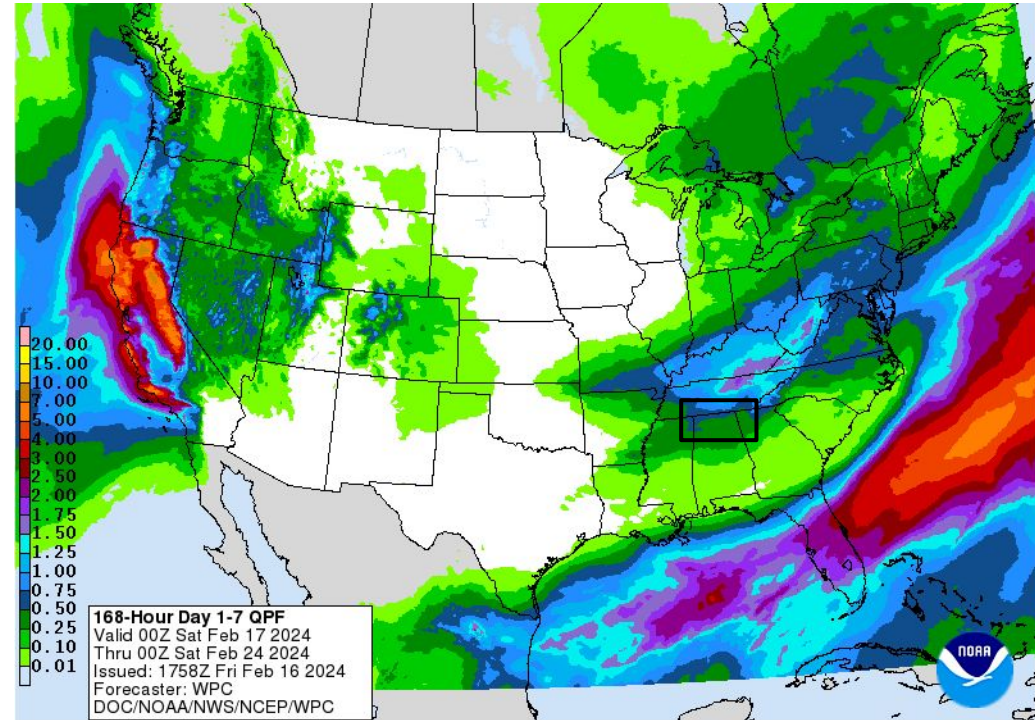 20.00
15.00
10.00
7.00
5.00
4.00
3.00
2.50
2.00
1.75
1.50
1.25
1.00
0.75
0.50
0.25
0.10
0.01
168-Hour Day 1-7 QPF
Valid 00Z Sat Feb 17 2024
Thru 00Z Sat Feb 24 2024
Issued: 1758Z Fri Feb 16 2024
Forecaster: WPC
DOC/NOAA/NWS/NCEP/WPC
NOAA